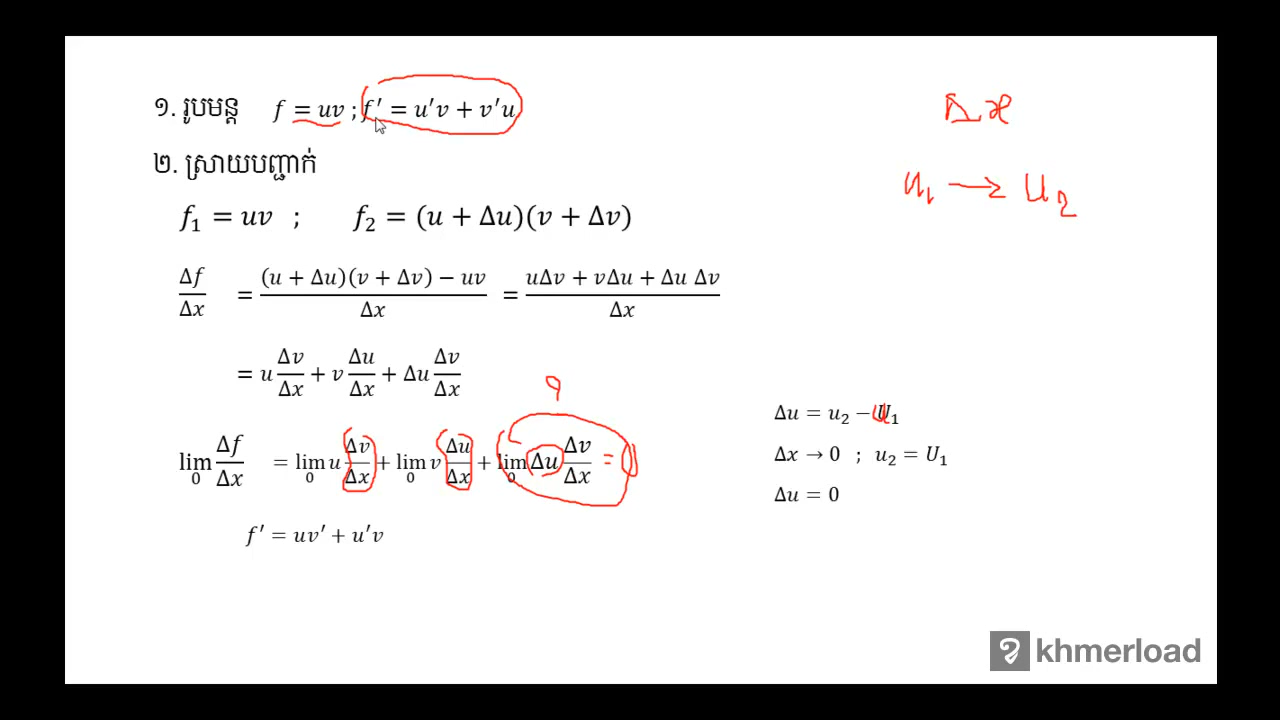 ១. រូបមន្ត f = uv ; f′ = u′v + v′u
Δx
២. ស្រាយបញ្ជាក់
u₁ → u₂
f₁ = uv ; f₂ = (u + Δu)(v + Δv)
Δf/Δx = ((u + Δu)(v + Δv) − uv)/Δx = (uΔv + vΔu + Δu Δv)/Δx
= u Δv/Δx + v Δu/Δx + Δu Δv/Δx
Δu = u₂ − U₁
lim₀ Δf/Δx = lim₀ u Δv/Δx + lim₀ v Δu/Δx + lim₀ Δu Δv/Δx = 0
Δx → 0 ; u₂ = U₁
Δu = 0
f′ = uv′ + u′v
khmerload